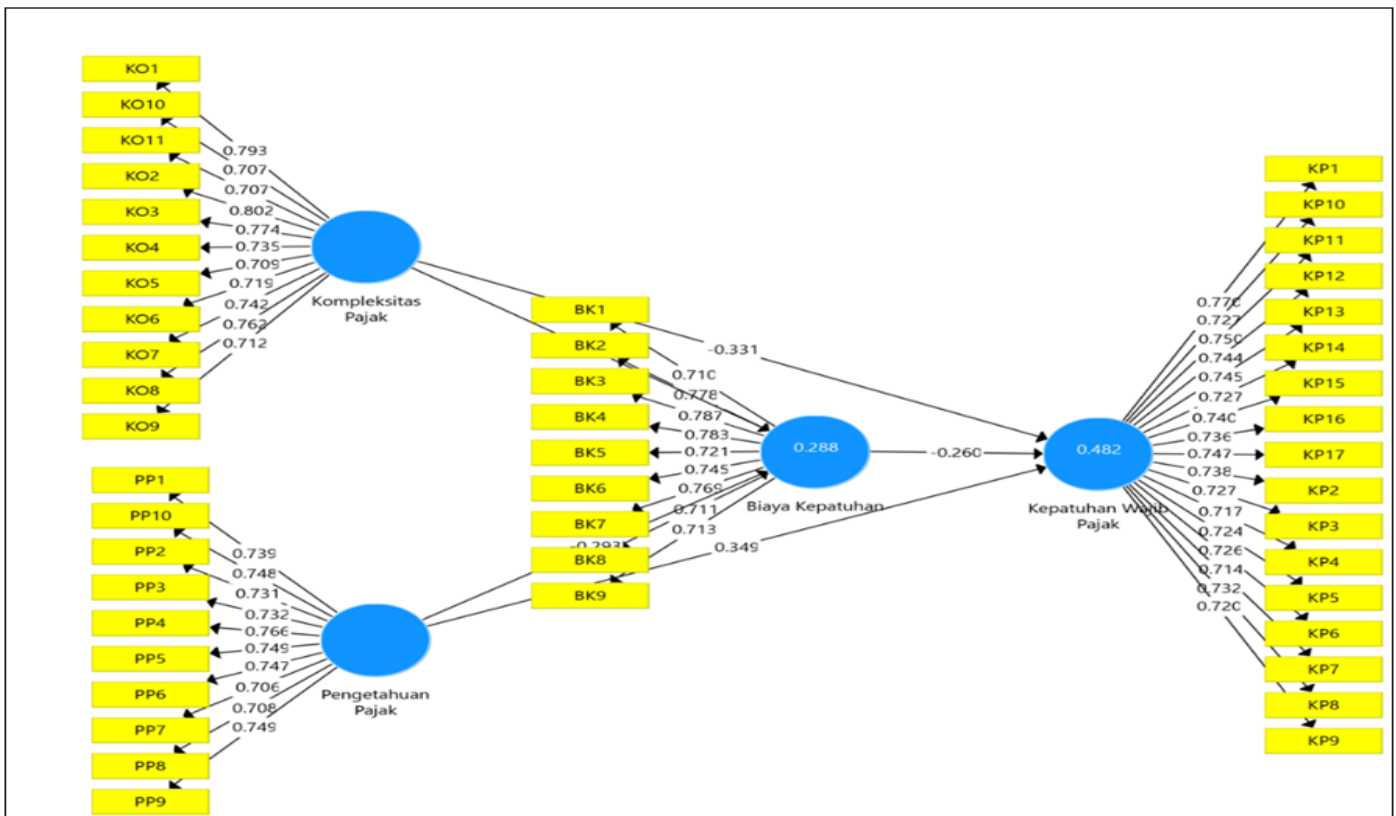 KO1
KO10
KO11
KO2
KO3
KO4
KO5
KO6
KO7
KO8
KO9
0.793
0.707
0.707
0.802
0.774
0.735
0.709
0.719
0.742
0.762
0.712
Kompleksitas
Pajak
PP1
PP10
PP2
PP3
PP4
PP5
PP6
PP7
PP8
PP9
0.739
0.748
0.731
0.732
0.766
0.749
0.747
0.706
0.708
0.749
Pengetahuan
Pajak
BK1
BK2
BK3
BK4
BK5
BK6
BK7
BK8
BK9
0.710
0.778
0.787
0.783
0.721
0.745
0.769
0.711
0.713
-0.293
0.288
Biaya Kepatuhan
-0.331
-0.260
0.349
0.482
Kepatuhan Wajib
Pajak
0.770
0.727
0.750
0.744
0.745
0.727
0.740
0.736
0.747
0.738
0.727
0.717
0.724
0.726
0.714
0.732
0.720
KP1
KP10
KP11
KP12
KP13
KP14
KP15
KP16
KP17
KP2
KP3
KP4
KP5
KP6
KP7
KP8
KP9